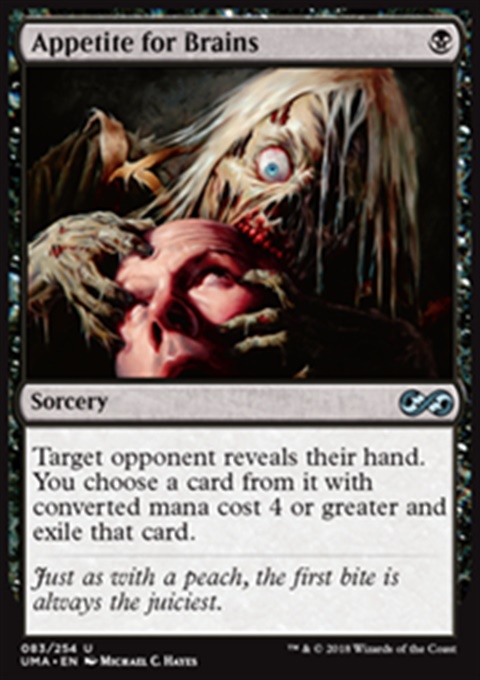 Appetite for Brains
Sorcery
Target opponent reveals their hand.
You choose a card from it with
converted mana cost 4 or greater and
exile that card.
Just as with a peach, the first bite is
always the juiciest.
083/254 U
™ & © 2018 Wizards of the Coast
UMA • EN Michael C. Hayes